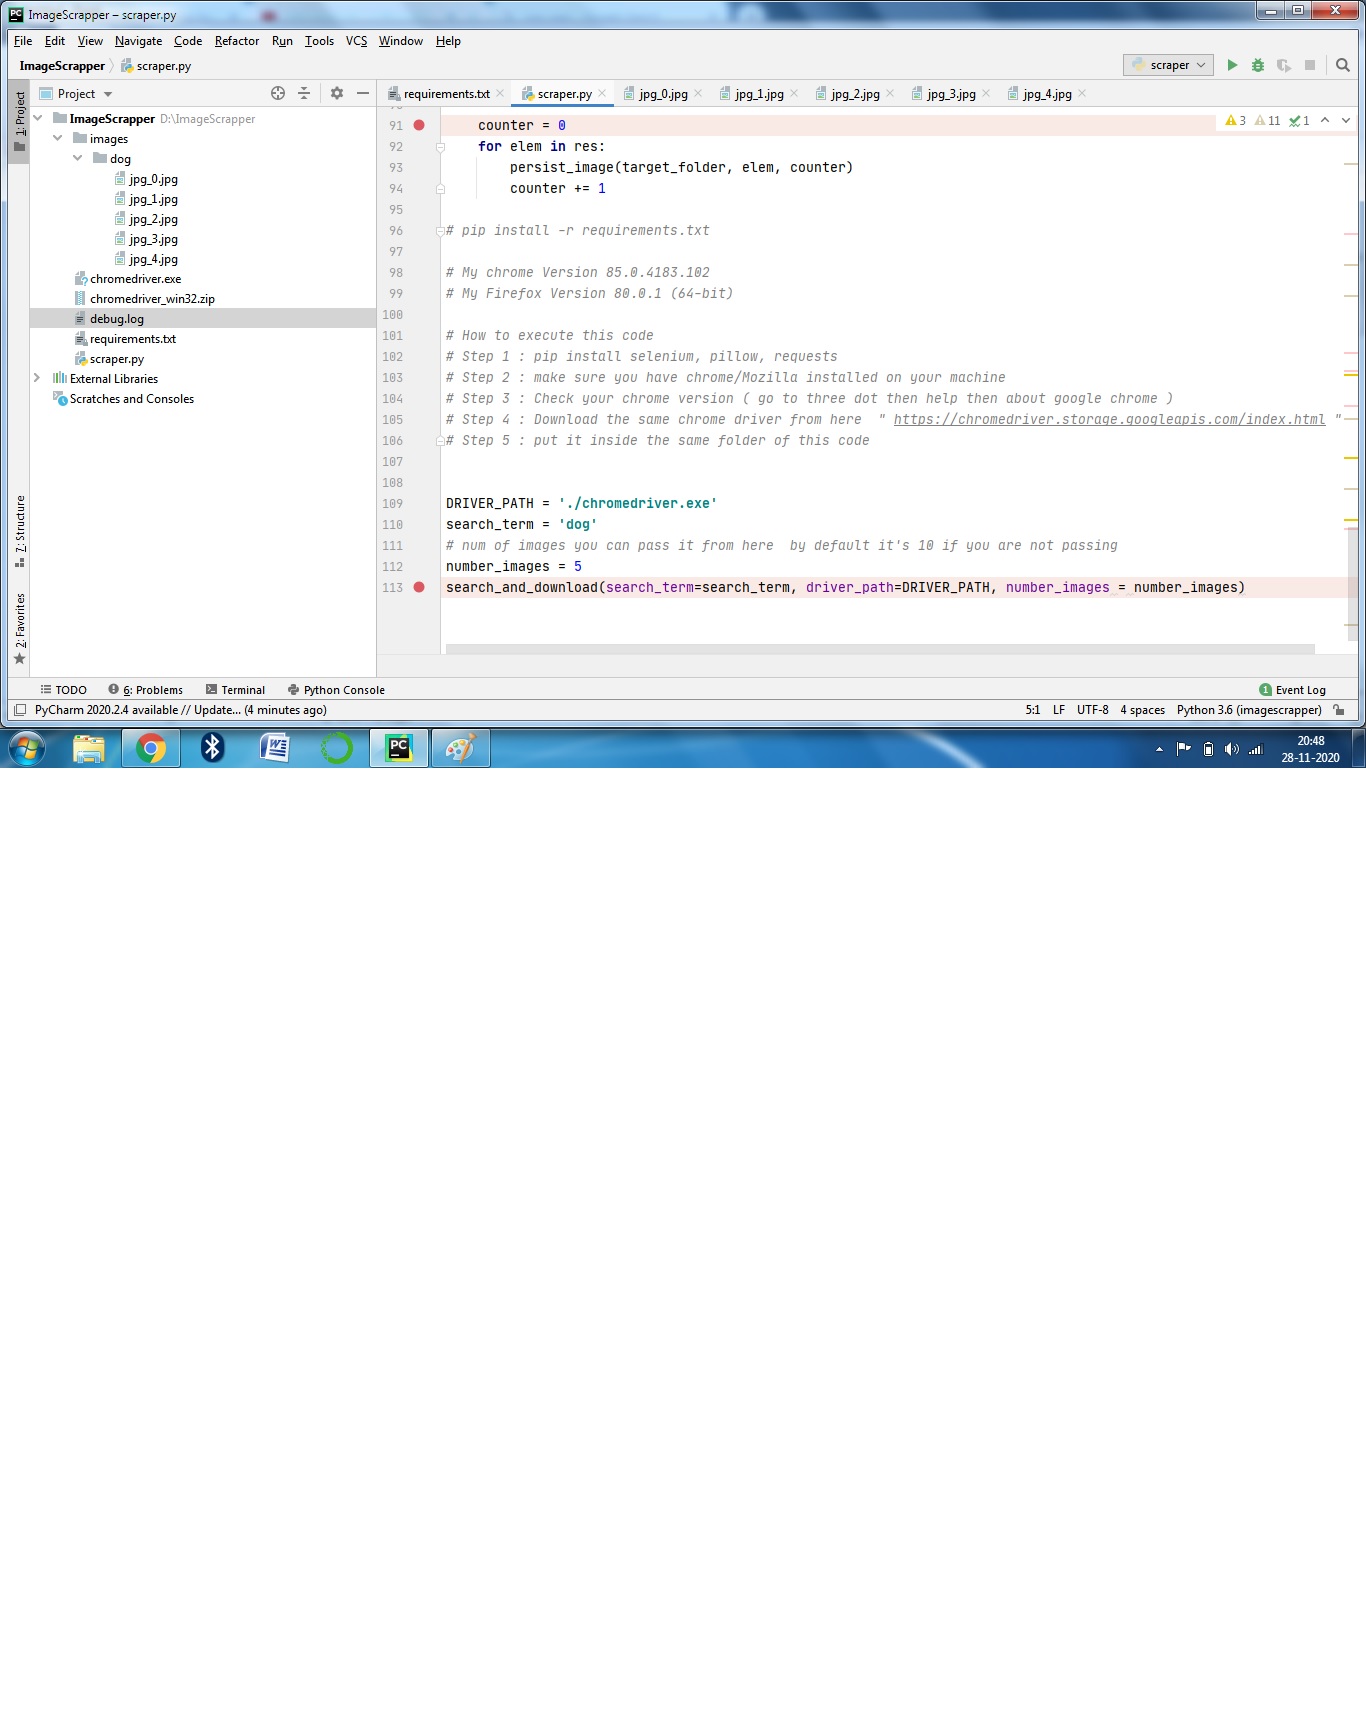 ImageScrapper – scraper.py
File Edit View Navigate Code Refactor Run Tools VCS Window Help
ImageScrapper scraper.py
scraper
1: Project
Project
requirements.txt scraper.py jpg_0.jpg jpg_1.jpg jpg_2.jpg jpg_3.jpg jpg_4.jpg
ImageScrapper D:\ImageScrapper
images
dog
jpg_0.jpg
jpg_1.jpg
jpg_2.jpg
jpg_3.jpg
jpg_4.jpg
chromedriver.exe
chromedriver_win32.zip
debug.log
requirements.txt
scraper.py
External Libraries
Scratches and Consoles
7: Structure
2: Favorites
3 11 1
91 counter = 0
92 for elem in res:
93 persist_image(target_folder, elem, counter)
94 counter += 1
95
96 # pip install -r requirements.txt
97
98 # My chrome Version 85.0.4183.102
99 # My Firefox Version 80.0.1 (64-bit)
100
101 # How to execute this code
102 # Step 1 : pip install selenium, pillow, requests
103 # Step 2 : make sure you have chrome/Mozilla installed on your machine
104 # Step 3 : Check your chrome version ( go to three dot then help then about google chrome )
105 # Step 4 : Download the same chrome driver from here  " https://chromedriver.storage.googleapis.com/index.html "
106 # Step 5 : put it inside the same folder of this code
107
108
109 DRIVER_PATH = './chromedriver.exe'
110 search_term = 'dog'
111 # num of images you can pass it from here  by default it's 10 if you are not passing
112 number_images = 5
113 search_and_download(search_term=search_term, driver_path=DRIVER_PATH, number_images = number_images)
TODO 6: Problems Terminal Python Console Event Log
PyCharm 2020.2.4 available // Update... (4 minutes ago) 5:1 LF UTF-8 4 spaces Python 3.6 (imagescrapper)
20:48
28-11-2020